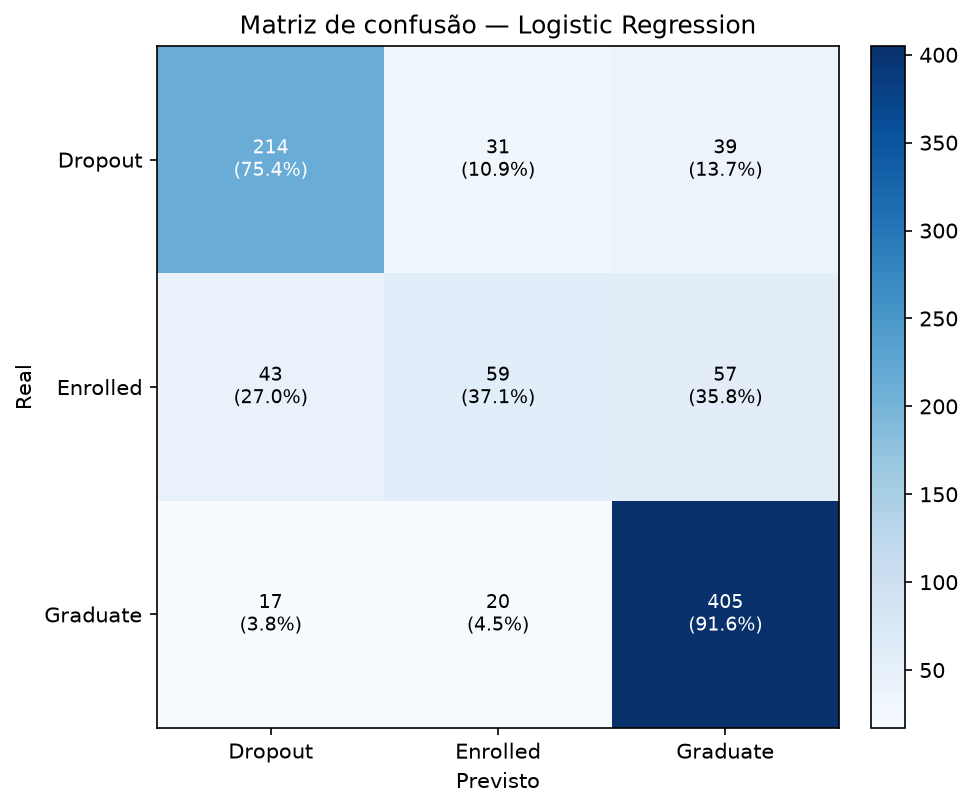 Matriz de confusão — Logistic Regression
Real
Dropout
214
(75.4%)
31
(10.9%)
39
(13.7%)
Enrolled
43
(27.0%)
59
(37.1%)
57
(35.8%)
Graduate
17
(3.8%)
20
(4.5%)
405
(91.6%)
Dropout
Enrolled
Graduate
Previsto
400
350
300
250
200
150
100
50